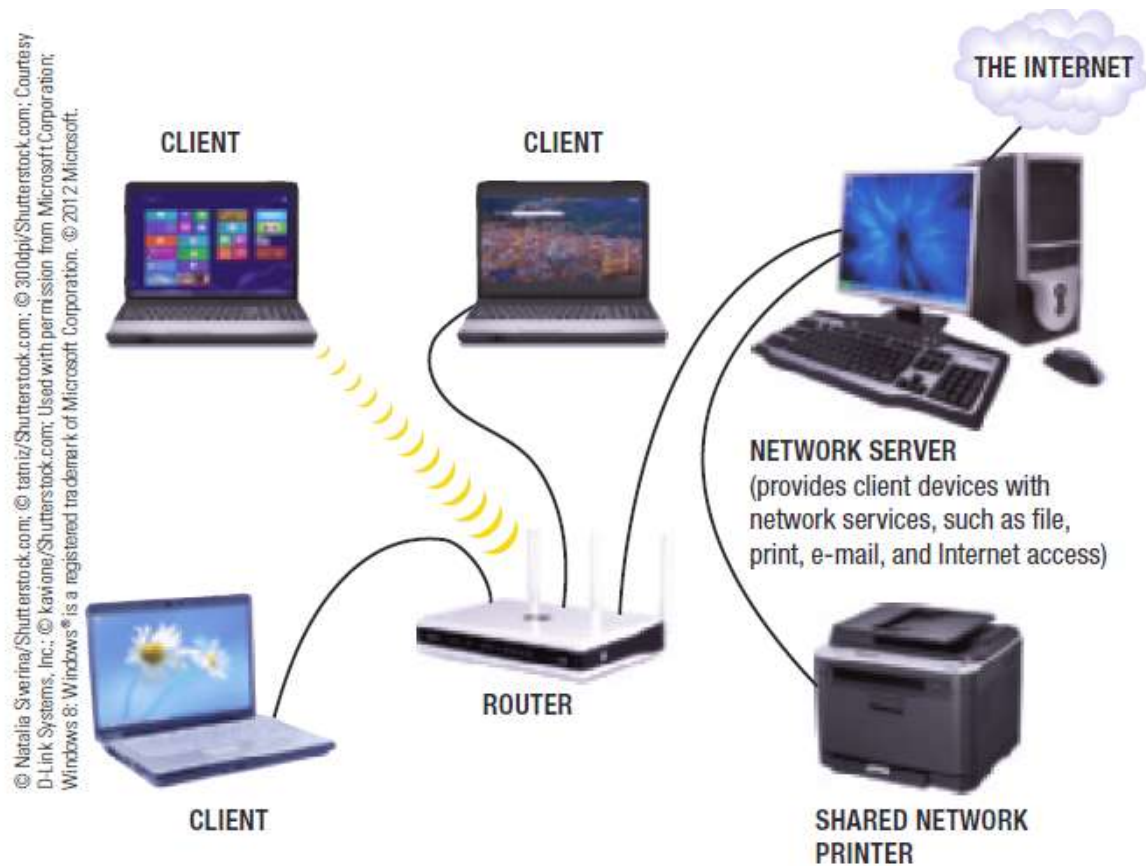 © Natalia Siverina/Shutterstock.com; © tatniz/Shutterstock.com; © 300dpi/Shutterstock.com; Courtesy
D-Link Systems, Inc.; © kavione/Shutterstock.com; Used with permission from Microsoft Corporation;
Windows 8: Windows® is a registered trademark of Microsoft Corporation. © 2012 Microsoft.
THE INTERNET
CLIENT
CLIENT
NETWORK SERVER
(provides client devices with
network services, such as file,
print, e-mail, and Internet access)
ROUTER
CLIENT
SHARED NETWORK
PRINTER